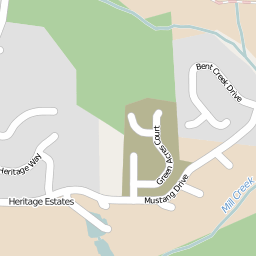 Bent Creek Drive
Green Acres Court
Heritage Way
Mill Creek
Mustang Drive
Heritage Estates